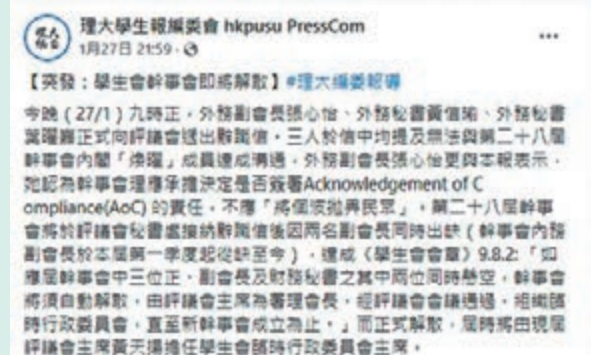 理大學生報編委會 hkpusu PressCom
1月27日 21:59
【突發：學生會幹事會即將解散】#理大編委報導
今晚（27/1）九時正，外務副會長張心怡、外務秘書黃信瑜、外務秘書
葉曜正式向評議會遞出辭職信。三人於信中均提及無法與第二十八屆
幹事會內閣「煥曜」成員達成溝通。外務副會長張心怡更與本報表示，
她認為幹事會理應承擔決定是否簽署Acknowledgement of C
ompliance(AoC) 的責任，不應「將個波拋畀民眾」。第二十八屆幹事
會將於評議會秘書處接納辭職信後因兩名副會長同時出缺（幹事會內務
副會長於本屆第一季度起從缺至今），達成《學生會會章》9.8.2:「如
應屆幹事會中三位正、副會長及財務秘書之其中兩位同時懸空，幹事會
將須自動解散，由評議會主席為署理會長，經評議會會議通過，組織臨
時行政委員會，直至新幹事會成立為止。」而正式解散，屆時將由現屆
評議會主席黃天揚擔任學生會臨時行政委員會主席。